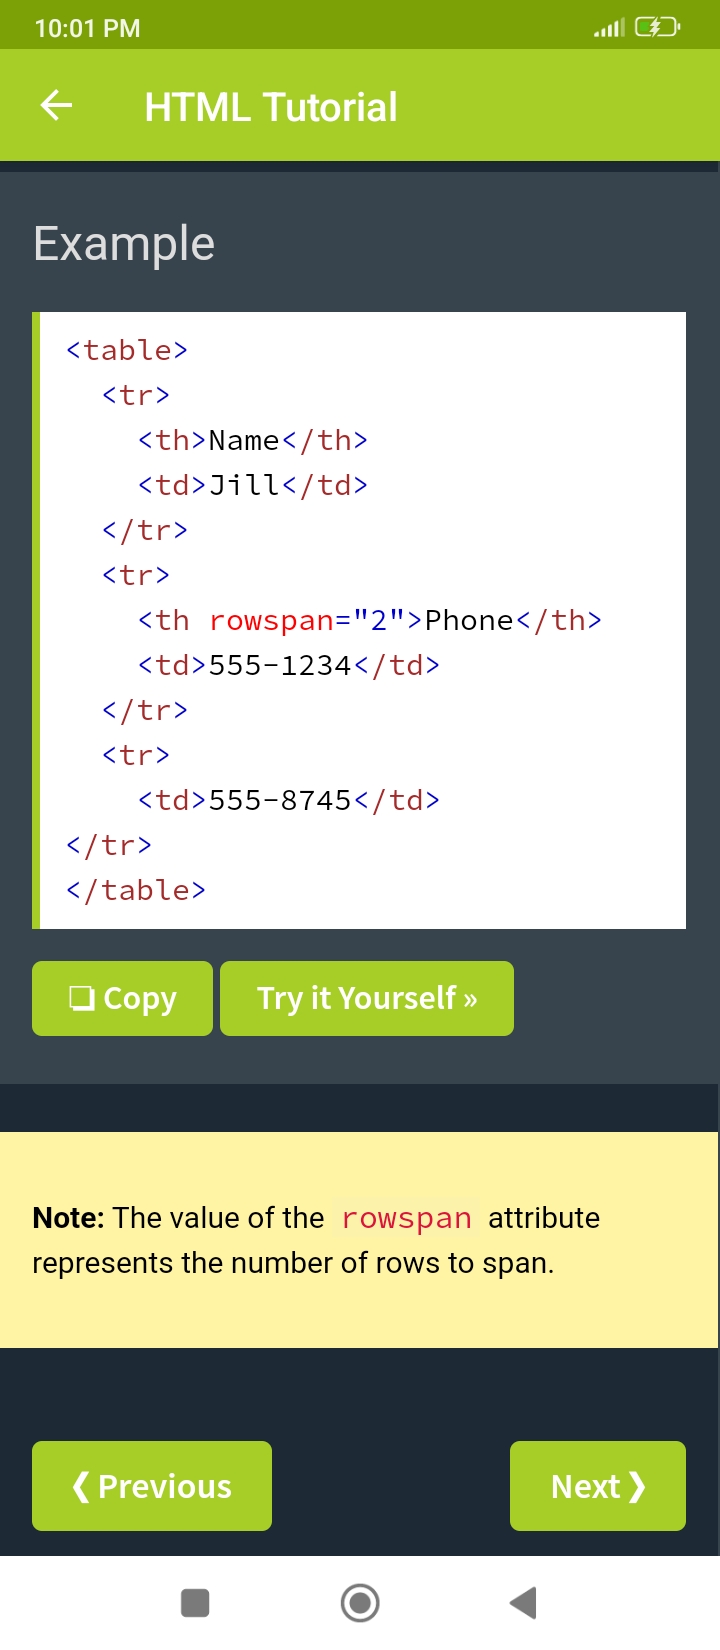 10:01 PM
HTML Tutorial
Example
<table>
  <tr>
    <th>Name</th>
    <td>Jill</td>
  </tr>
  <tr>
    <th rowspan="2">Phone</th>
    <td>555-1234</td>
  </tr>
  <tr>
    <td>555-8745</td>
</tr>
</table>
❏ Copy Try it Yourself »
Note: The value of the rowspan attribute
represents the number of rows to span.
❮ Previous Next ❯